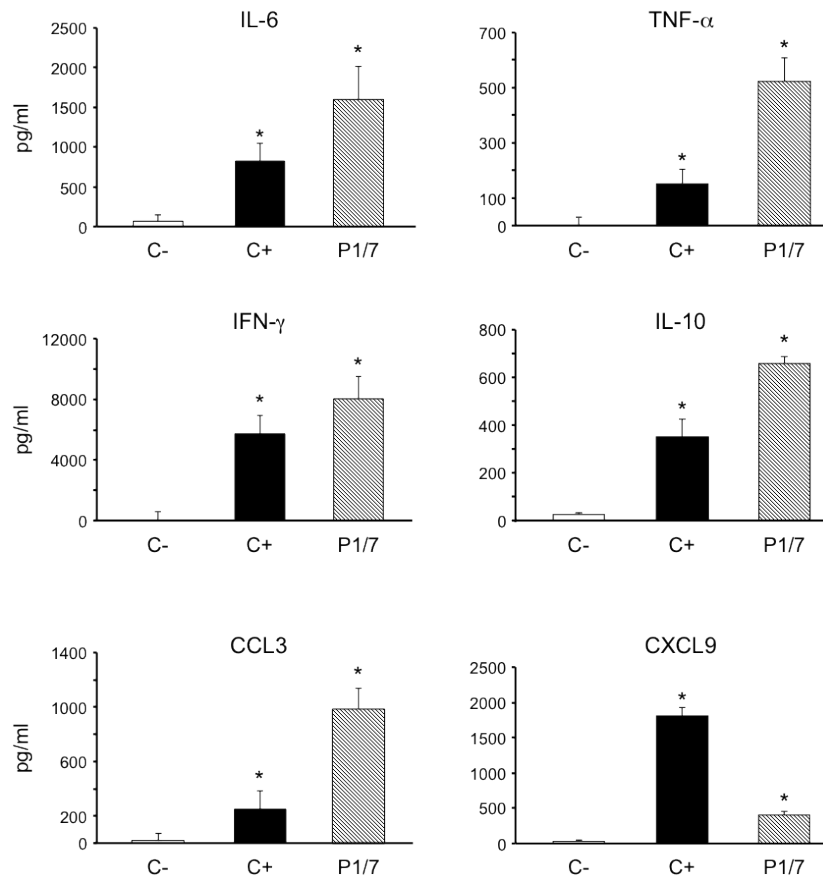 IL-6
pg/ml
2500
2000
1500
1000
500
0
*
*
C- C+ P1/7
TNF-α
700
500
300
100
0
*
*
C- C+ P1/7
IFN-γ
pg/ml
12000
8000
4000
0
*
*
C- C+ P1/7
IL-10
800
600
400
200
0
*
*
C- C+ P1/7
CCL3
pg/ml
1400
1000
600
200
0
*
*
C- C+ P1/7
CXCL9
2500
2000
1500
1000
500
0
*
*
C- C+ P1/7